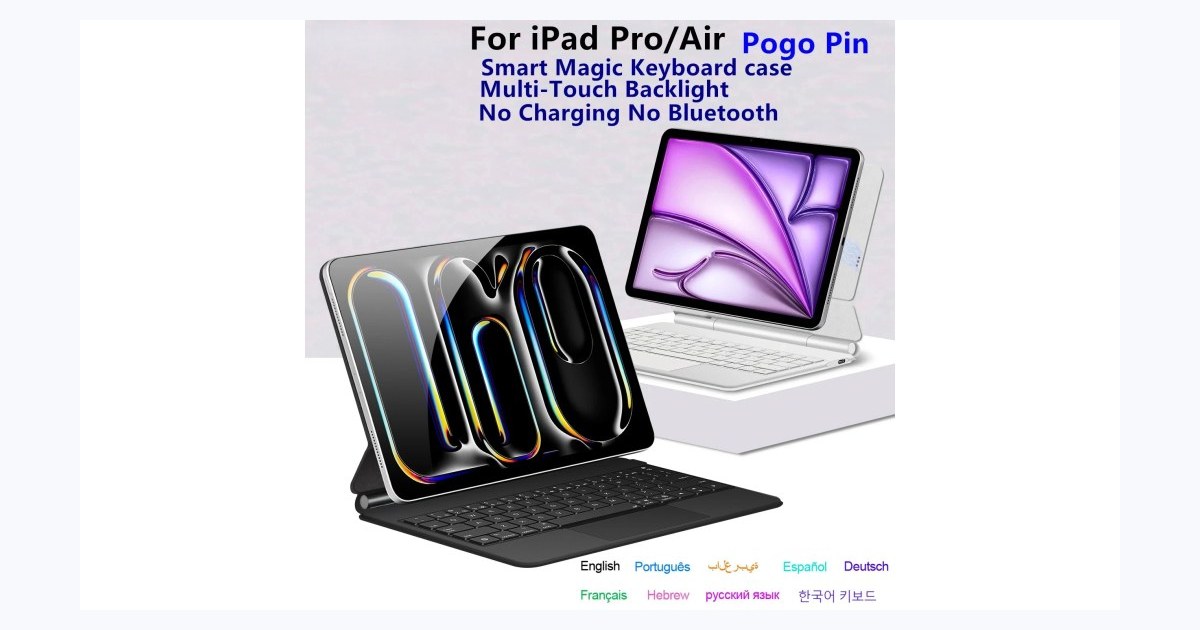 For iPad Pro/Air Pogo Pin
Smart Magic Keyboard case
Multi-Touch Backlight
No Charging No Bluetooth
English Português بالعربية Español Deutsch
Français Hebrew русский язык 한국어 키보드